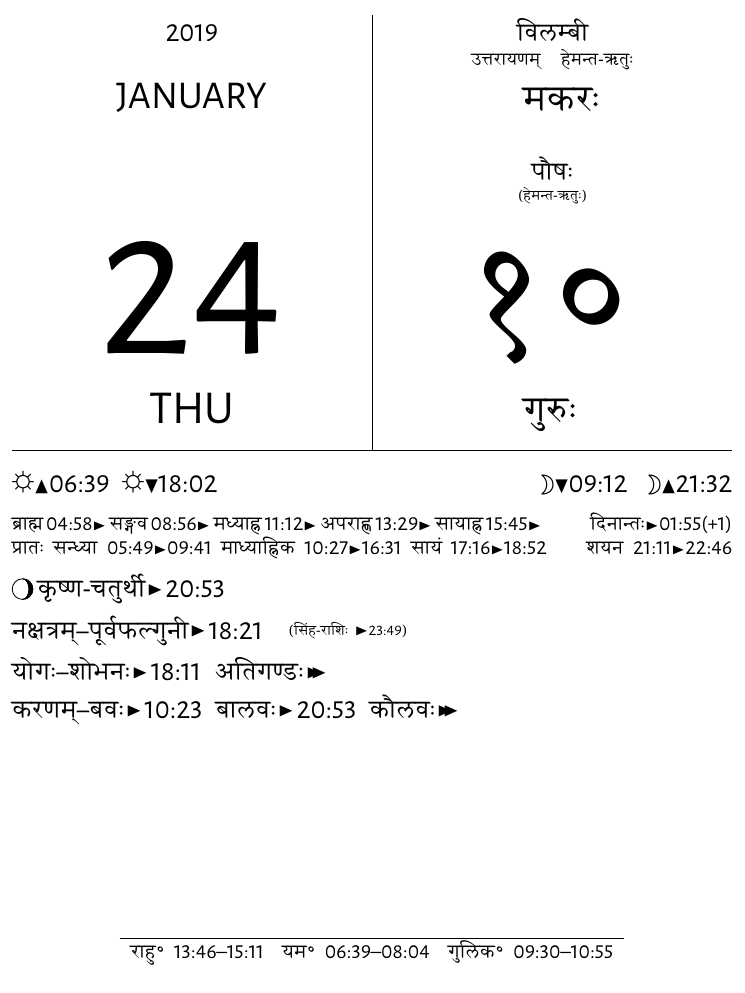 2019
JANUARY
24
THU
विलम्बी
उत्तरायणम् हेमन्त-ऋतुः
मकरः
पौषः
(हेमन्त-ऋतुः)
१०
गुरुः
☼▲06:39 ☼▼18:02 ☽▼09:12 ☽▲21:32
ब्राह्म 04:58► सङ्गव 08:56► मध्याह्न 11:12► अपराह्ण 13:29► सायाह्न 15:45► दिनान्तः►01:55(+1)
प्रातः सन्ध्या 05:49►09:41 माध्याह्निक 10:27►16:31 सायं 17:16►18:52 शयन 21:11►22:46
कृष्ण-चतुर्थी►20:53
नक्षत्रम्–पूर्वफल्गुनी►18:21 (सिंह-राशिः ►23:49)
योगः–शोभनः►18:11 अतिगण्डः►►
करणम्–बवः►10:23 बालवः►20:53 कौलवः►►
राहु° 13:46–15:11 यम° 06:39–08:04 गुलिक° 09:30–10:55